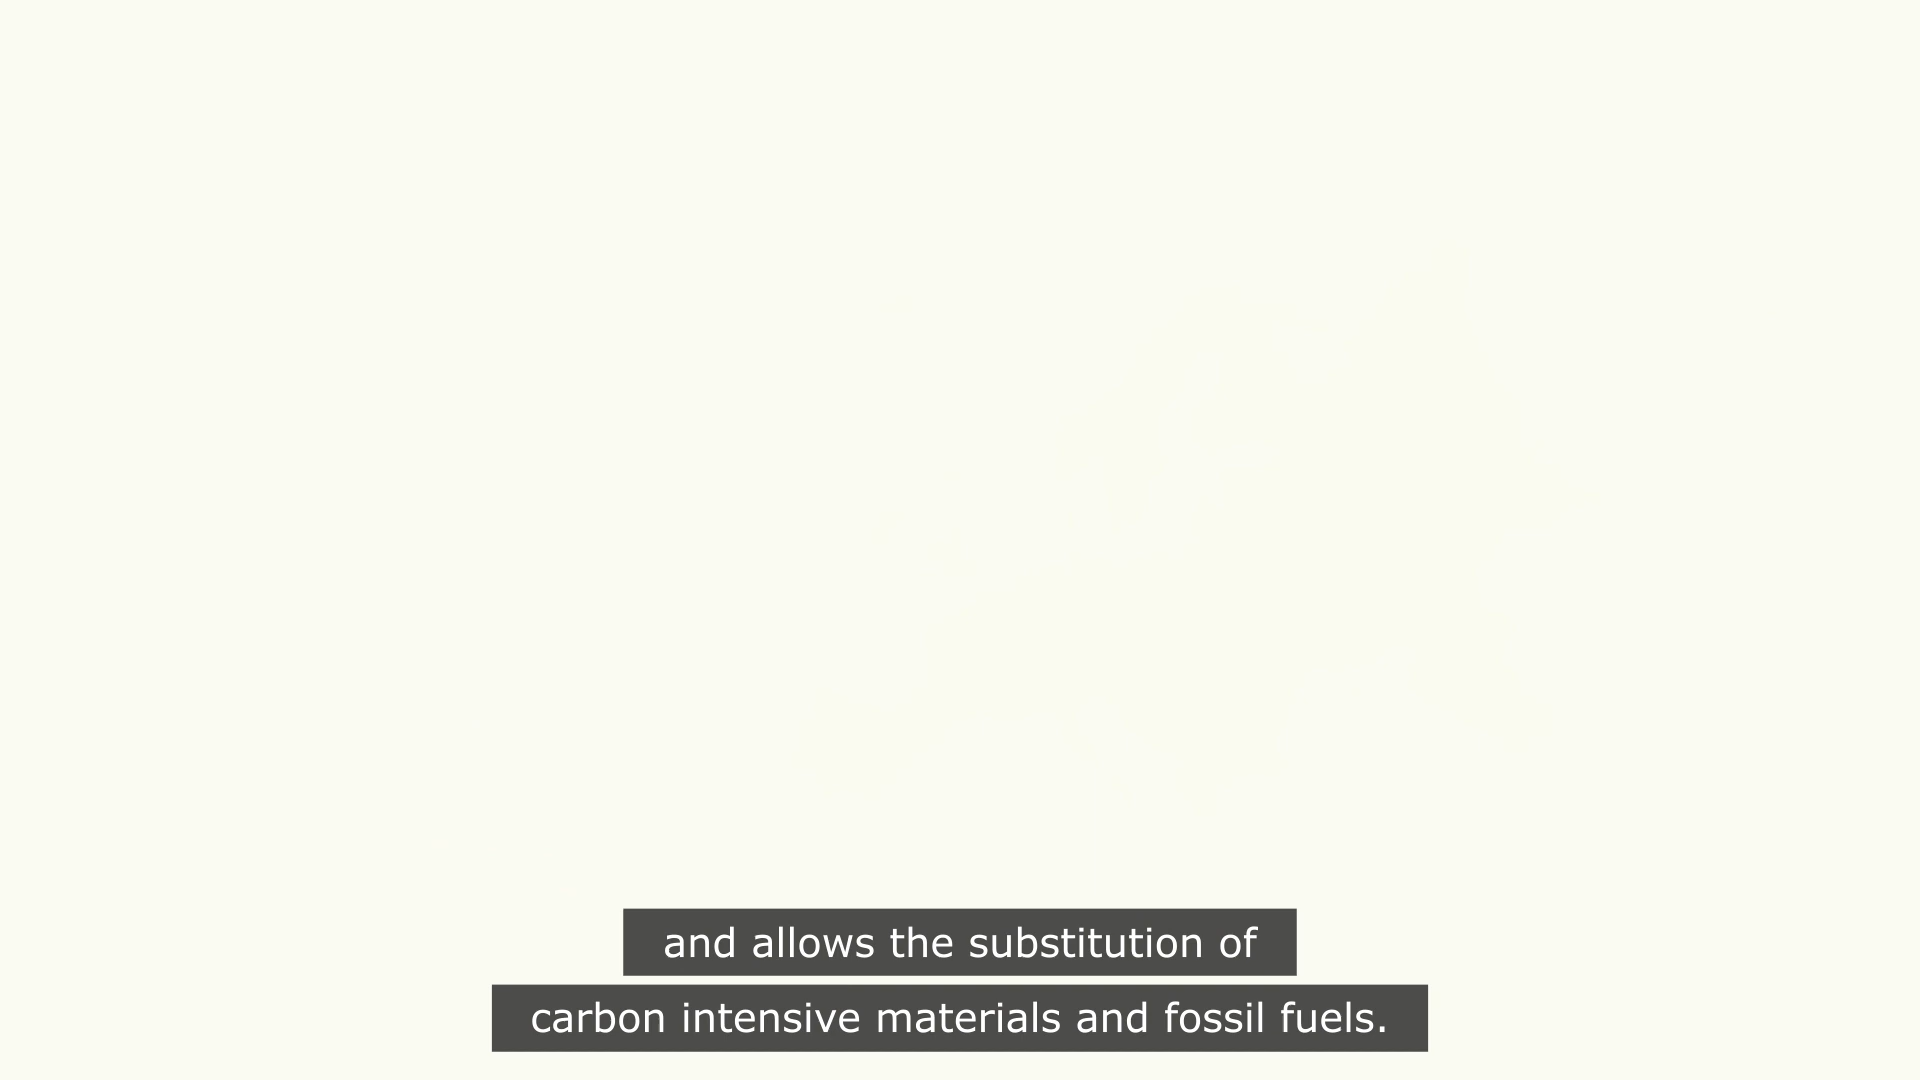 and allows the substitution of
carbon intensive materials and fossil fuels.